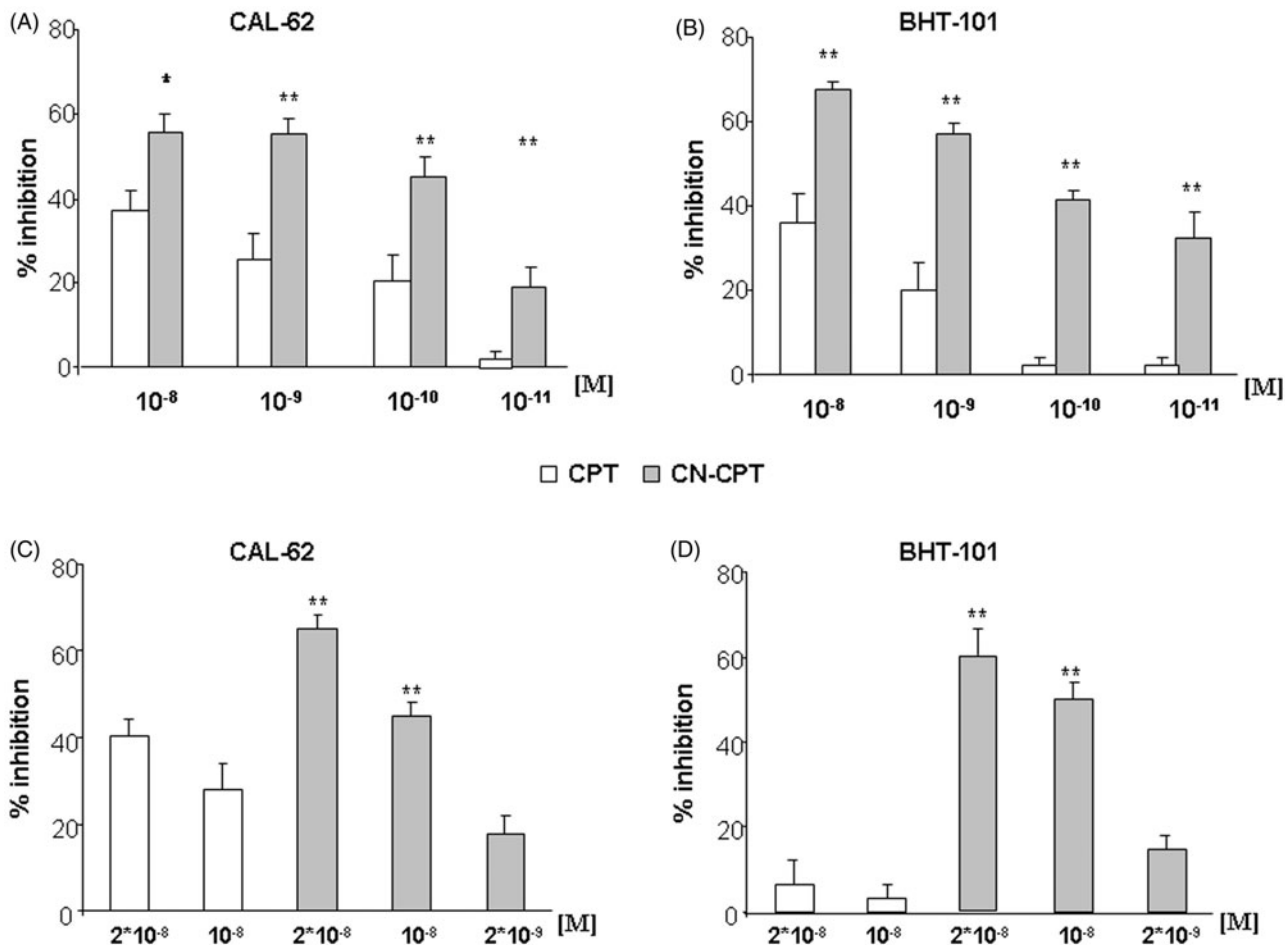 (A) CAL-62
% inhibition
80
60
40
20
0
* ** ** **
10-8 10-9 10-10 10-11 [M]
(B) BHT-101
% inhibition
80
60
40
20
0
** ** ** **
10-8 10-9 10-10 10-11 [M]
CPT CN-CPT
(C) CAL-62
% inhibition
80
60
40
20
0
** **
2*10-8 10-8 2*10-8 10-8 2*10-9 [M]
(D) BHT-101
% inhibition
80
60
40
20
0
** **
2*10-8 10-8 2*10-8 10-8 2*10-9 [M]